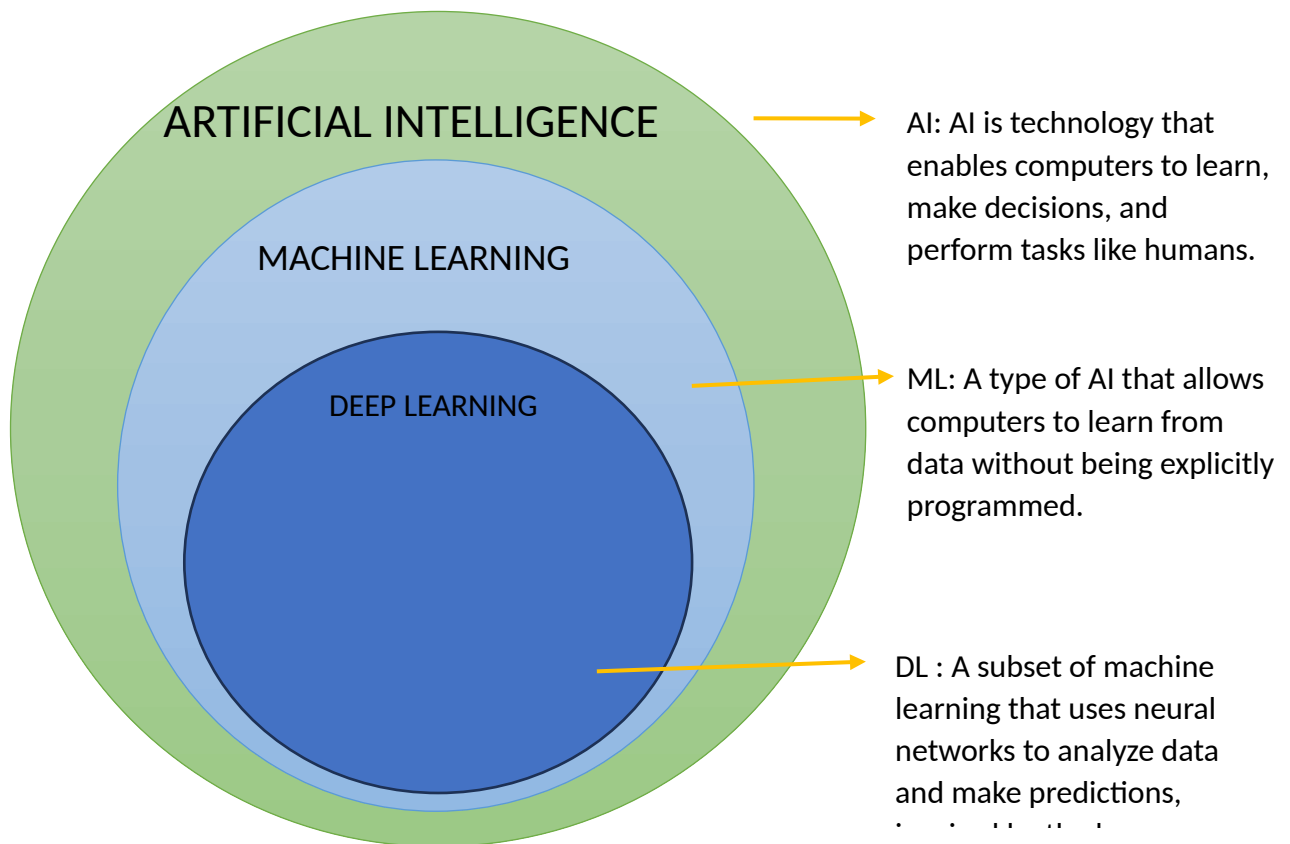 ARTIFICIAL INTELLIGENCE
MACHINE LEARNING
DEEP LEARNING
AI: AI is technology that
enables computers to learn,
make decisions, and
perform tasks like humans.
ML: A type of AI that allows
computers to learn from
data without being explicitly
programmed.
DL : A subset of machine
learning that uses neural
networks to analyze data
and make predictions,